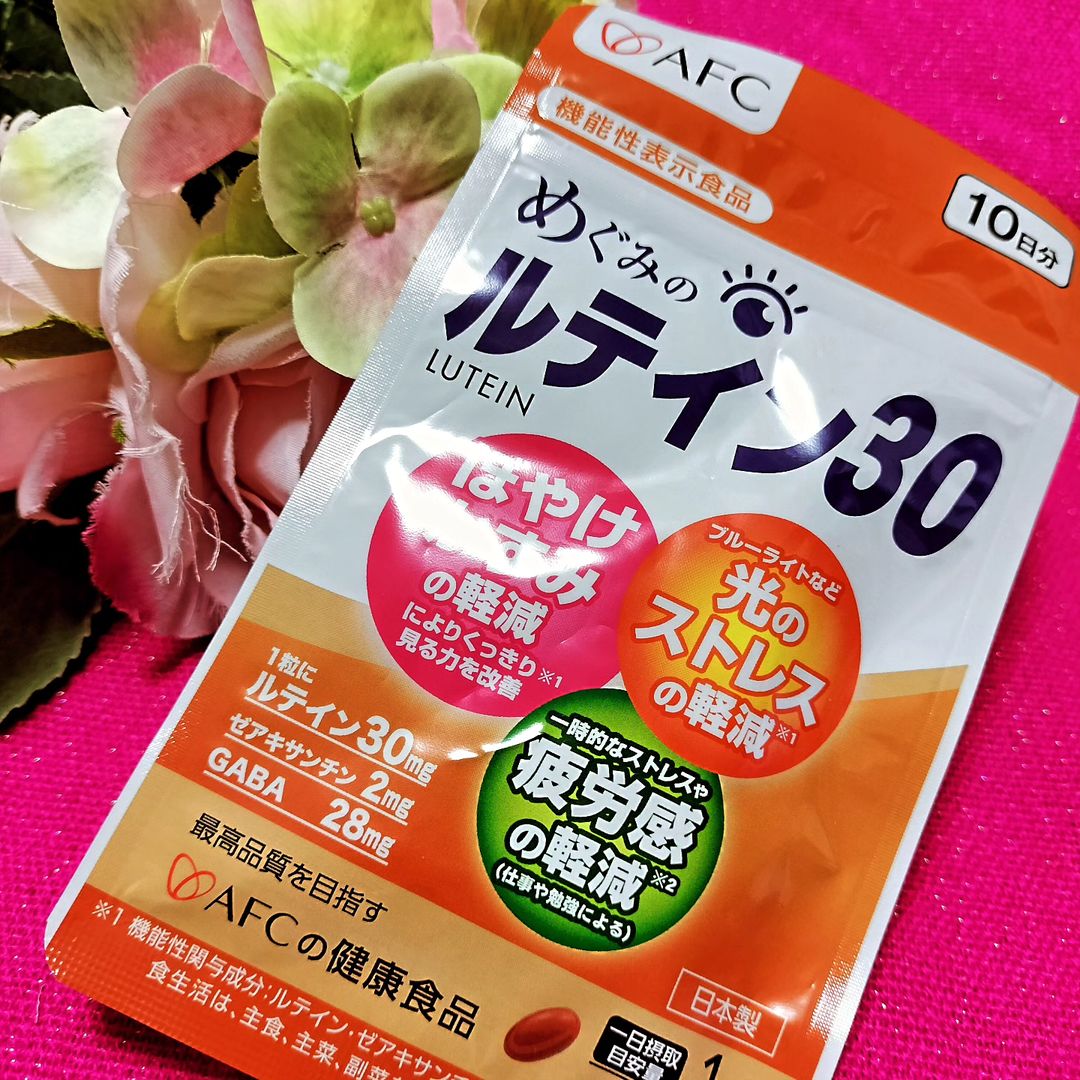 AFC
機能性表示食品
10日分
めぐみの
ルテイン30
LUTEIN
ぼやけ
かすみ
の軽減
によりくっきり※1
見る力を改善
ブルーライトなど
光の
ストレス
の軽減※1
一時的なストレスや
疲労感
の軽減※2
(仕事や勉強による)
1粒に
ルテイン30mg
ゼアキサンチン 2mg
GABA 28mg
最高品質を目指す
AFCの健康食品
日本製
一日摂取
目安量
1
※1 機能性関与成分:ルテイン・ゼアキサンチ
食生活は、主食、主菜、副菜